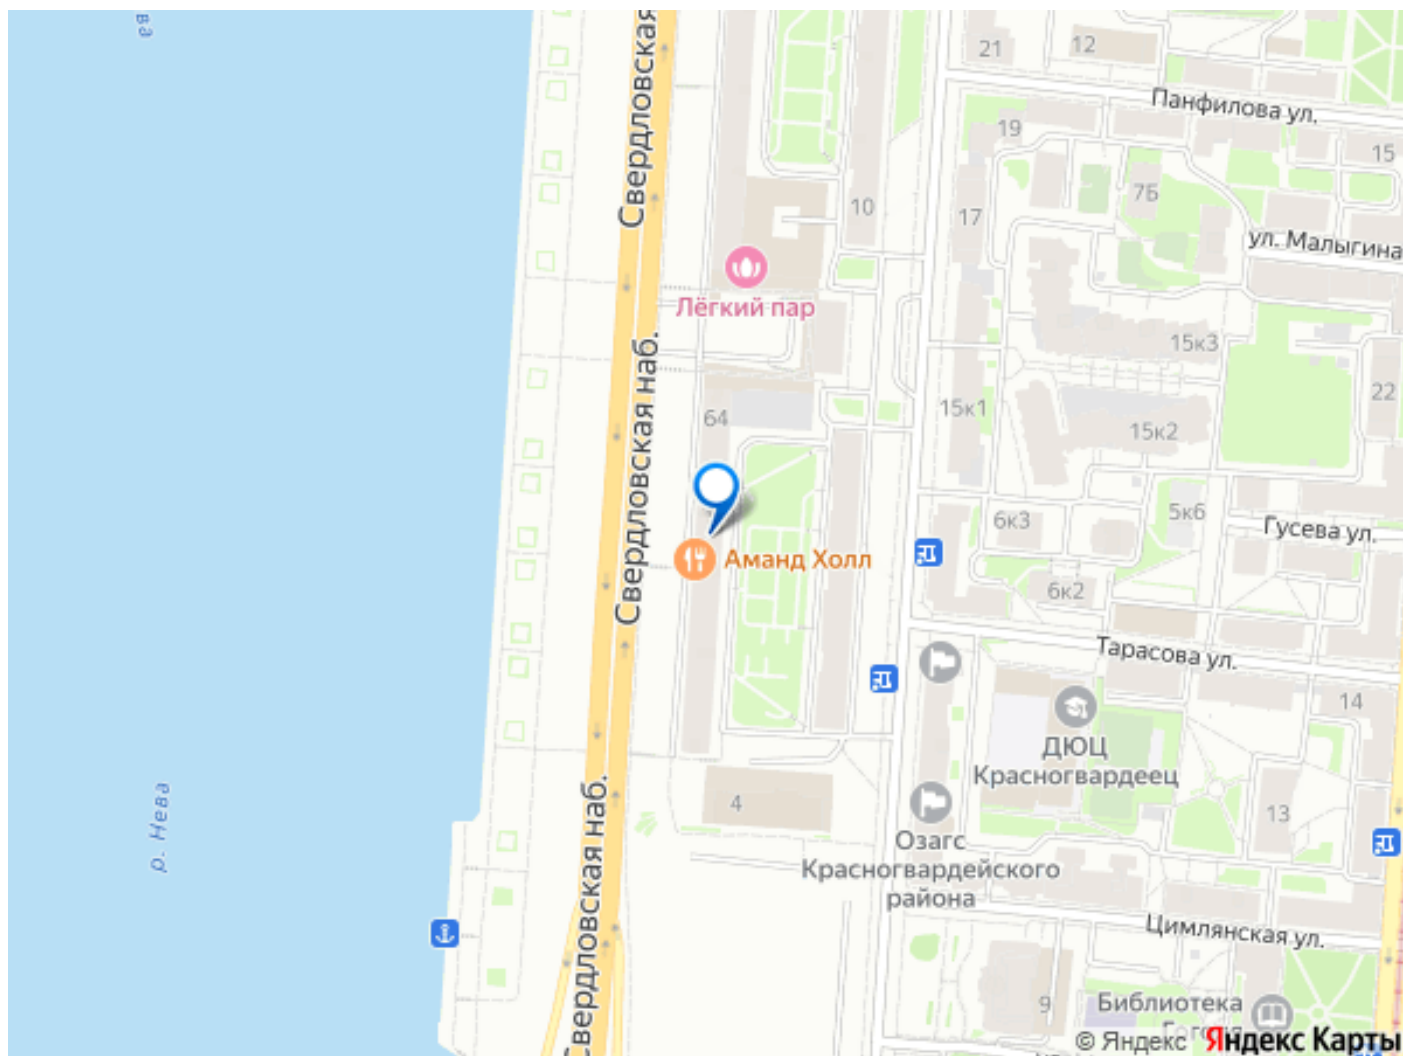 ва
Свердловская
21
12
Панфилова ул.
19
15
7Б
10
17
ул. Малыгина
Лёгкий пар
Свердловская наб.
15к3
22
15к1
64
15к2
6к3
5к6
Гусева ул.
Аманд Холл
6к2
Тарасова ул.
14
ДЮЦ
Красногвардеец
4
13
р. Нева
Свердловская наб.
Озагс
Красногвардейского
района
Цимлянская ул.
9
Библиотека
© Яндекс
Яндекс Карты